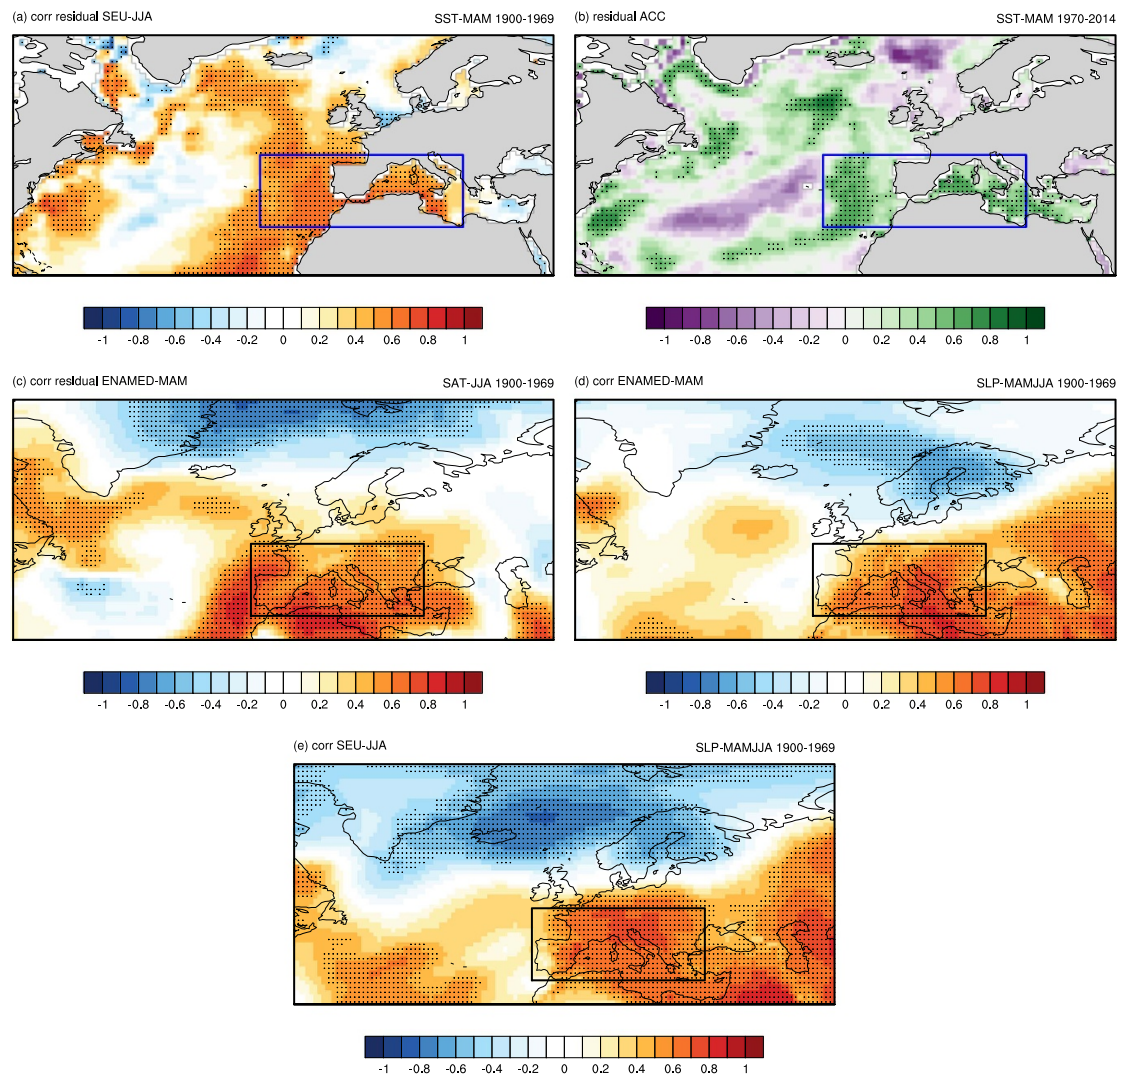 (a) corr residual SEU-JJA SST-MAM 1900-1969
(b) residual ACC SST-MAM 1970-2014
-1 -0.8 -0.6 -0.4 -0.2 0 0.2 0.4 0.6 0.8 1
-1 -0.8 -0.6 -0.4 -0.2 0 0.2 0.4 0.6 0.8 1
(c) corr residual ENAMED-MAM SAT-JJA 1900-1969
(d) corr ENAMED-MAM SLP-MAMJJA 1900-1969
-1 -0.8 -0.6 -0.4 -0.2 0 0.2 0.4 0.6 0.8 1
-1 -0.8 -0.6 -0.4 -0.2 0 0.2 0.4 0.6 0.8 1
(e) corr SEU-JJA SLP-MAMJJA 1900-1969
-1 -0.8 -0.6 -0.4 -0.2 0 0.2 0.4 0.6 0.8 1